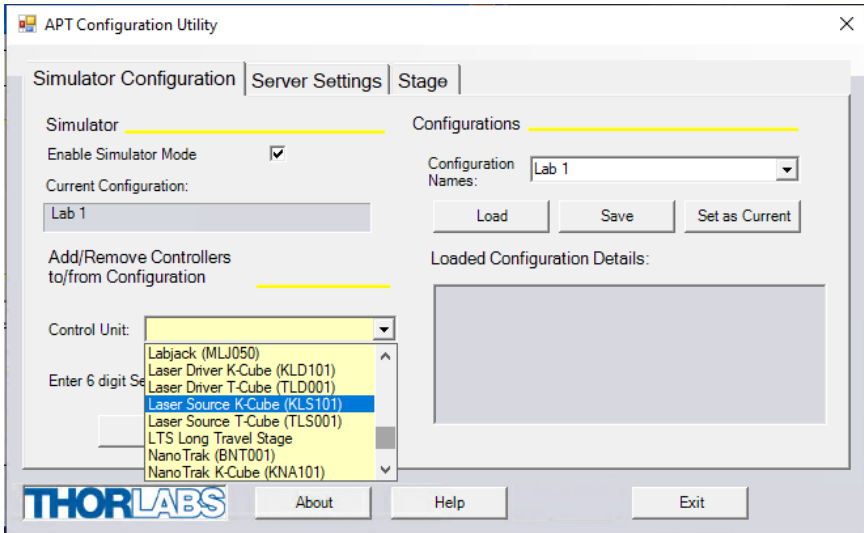 APT Configuration Utility
Simulator Configuration
Server Settings
Stage
Simulator
Enable Simulator Mode
Current Configuration:
Lab 1
Add/Remove Controllers
to/from Configuration
Control Unit:
Labjack (MLJ050)
Laser Driver K-Cube (KLD101)
Laser Driver T-Cube (TLD001)
Laser Source K-Cube (KLS101)
Laser Source T-Cube (TLS001)
LTS Long Travel Stage
NanoTrak (BNT001)
NanoTrak K-Cube (KNA101)
Enter 6 digit Se
Configurations
Configuration
Names:
Lab 1
Load
Save
Set as Current
Loaded Configuration Details:
THORLABS
About
Help
Exit